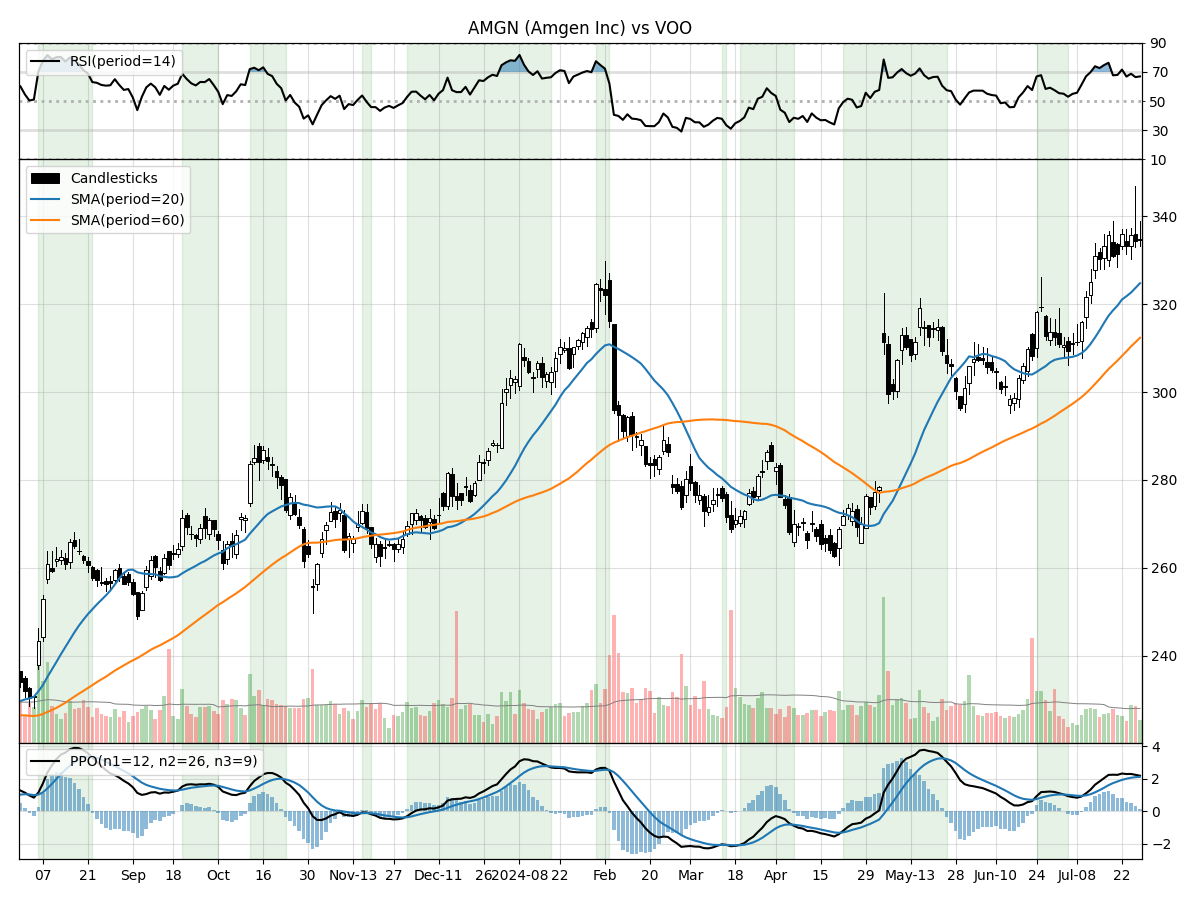 AMGN (Amgen Inc) vs VOO
RSI(period=14)
90
70
50
30
10
Candlesticks
SMA(period=20)
SMA(period=60)
340
320
300
280
260
240
PPO(n1=12, n2=26, n3=9)
4
2
0
−2
07 21 Sep 18 Oct 16 30 Nov-13 27 Dec-11 26 2024-08 22 Feb 20 Mar 18 Apr 15 29 May-13 28 Jun-10 24 Jul-08 22